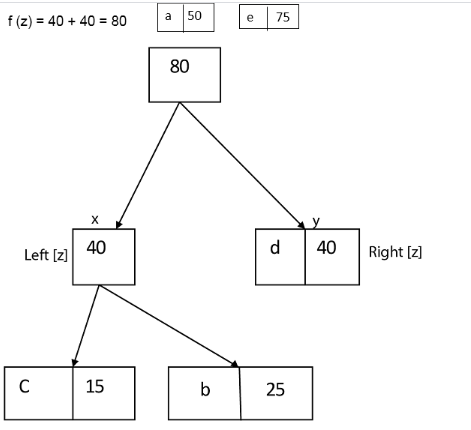 f (z) = 40 + 40 = 80
a 50
e 75
80
x
y
Left [z]
40
d 40
Right [z]
C 15
b 25